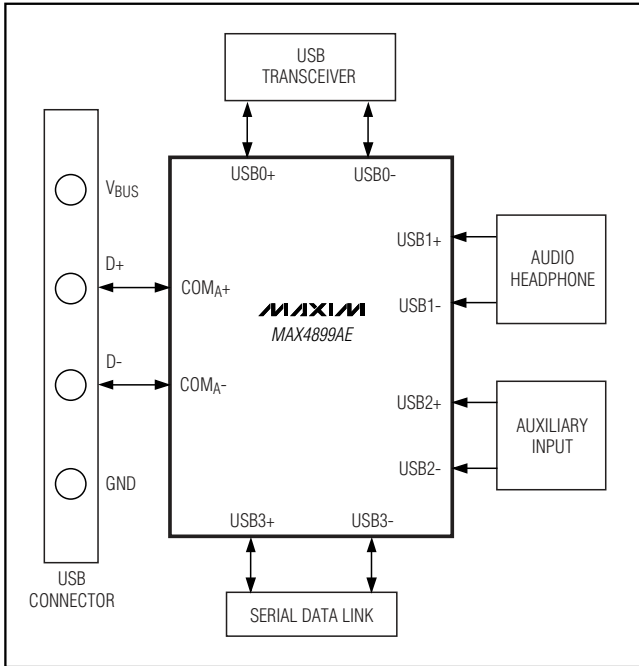 USB
TRANSCEIVER
USB0+
USB0-
VBUS
D+
COMA+
D-
COMA-
GND
USB
CONNECTOR
MAXIM
MAX4899AE
USB1+
USB1-
AUDIO
HEADPHONE
USB2+
USB2-
AUXILIARY
INPUT
USB3+
USB3-
SERIAL DATA LINK